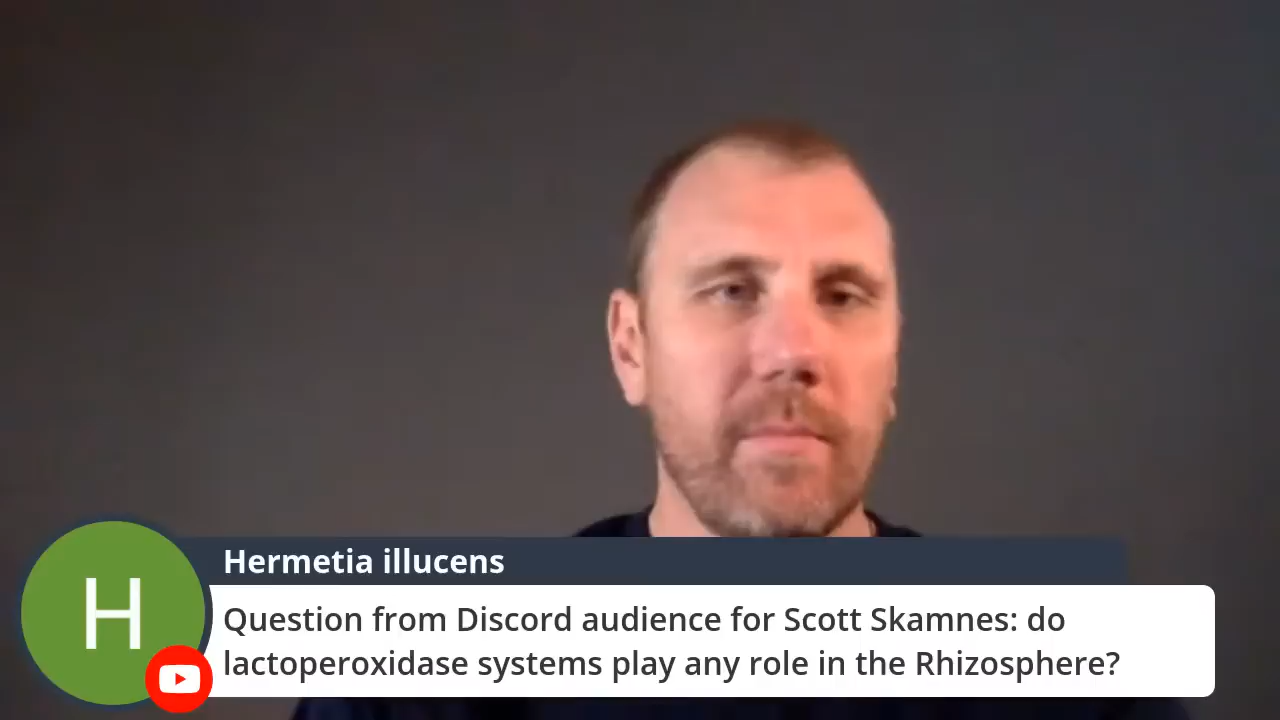 Hermetia illucens
H
Question from Discord audience for Scott Skamnes: do
lactoperoxidase systems play any role in the Rhizosphere?